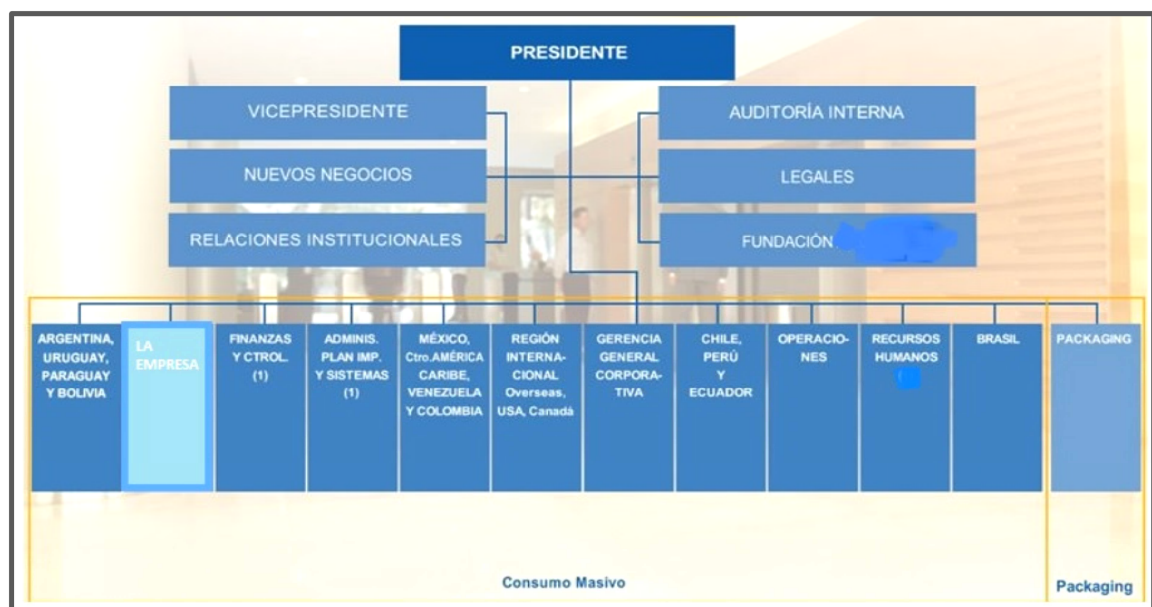 PRESIDENTE
VICEPRESIDENTE
AUDITORÍA INTERNA
NUEVOS NEGOCIOS
LEGALES
RELACIONES INSTITUCIONALES
FUNDACIÓN
ARGENTINA,
URUGUAY,
PARAGUAY
Y BOLIVIA
LA
EMPRESA
FINANZAS
Y CTROL.
(1)
ADMINIS.
PLAN IMP.
Y SISTEMAS
(1)
MÉXICO,
Ctro.AMÉRICA
CARIBE,
VENEZUELA
Y COLOMBIA
REGIÓN
INTERNA-
CIONAL
Overseas,
USA, Canadá
GERENCIA
GENERAL
CORPORA-
TIVA
CHILE,
PERÚ
Y
ECUADOR
OPERACIO-
NES
RECURSOS
HUMANOS
BRASIL
PACKAGING
Consumo Masivo
Packaging